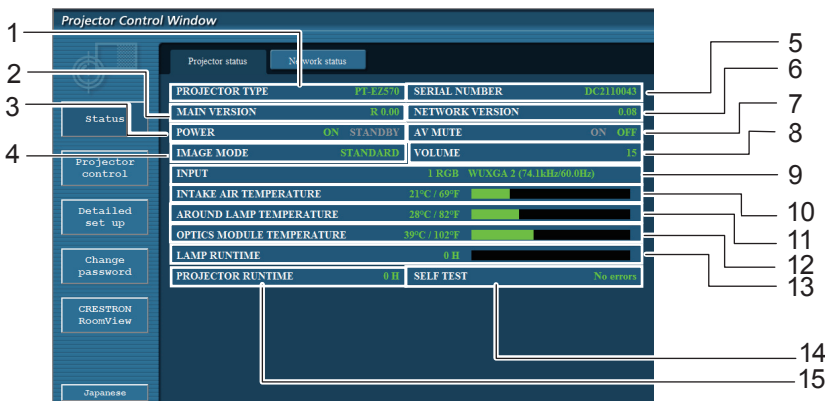 Projector Control Window
Projector status
Network status
PROJECTOR TYPE PT-EZ570
SERIAL NUMBER DC2110043
MAIN VERSION R 0.00
NETWORK VERSION 0.08
POWER ON STANDBY
AV MUTE ON OFF
IMAGE MODE STANDARD
VOLUME 15
INPUT 1 RGB WUXGA 2 (74.1kHz/60.0Hz)
INTAKE AIR TEMPERATURE 21°C / 69°F
AROUND LAMP TEMPERATURE 28°C / 82°F
OPTICS MODULE TEMPERATURE 39°C / 102°F
LAMP RUNTIME 0 H
PROJECTOR RUNTIME 0 H
SELF TEST No errors
Status
Projector
control
Detailed
set up
Change
password
CRESTRON
RoomView
Japanese
1
2
3
4
5
6
7
8
9
10
11
12
13
14
15